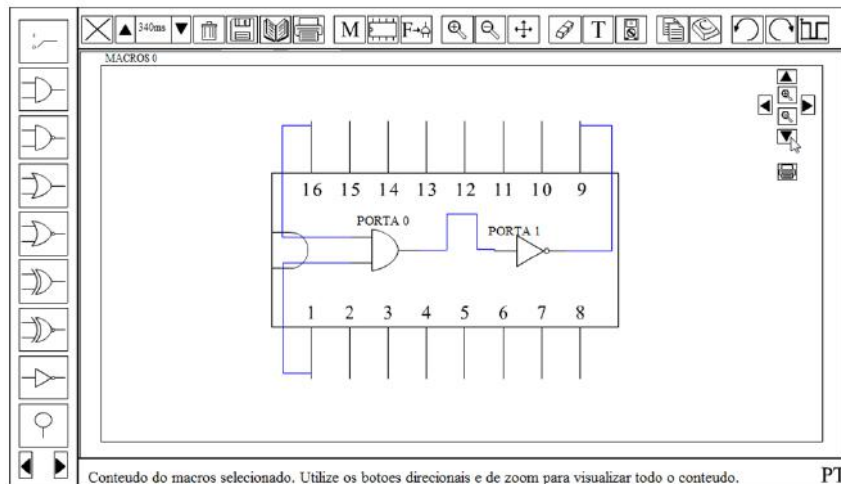 340ms
M
F
T
MACROS 0
16 15 14 13 12 11 10 9
PORTA 0
PORTA 1
1 2 3 4 5 6 7 8
Conteudo do macros selecionado. Utilize os botoes direcionais e de zoom para visualizar todo o conteudo.
PT